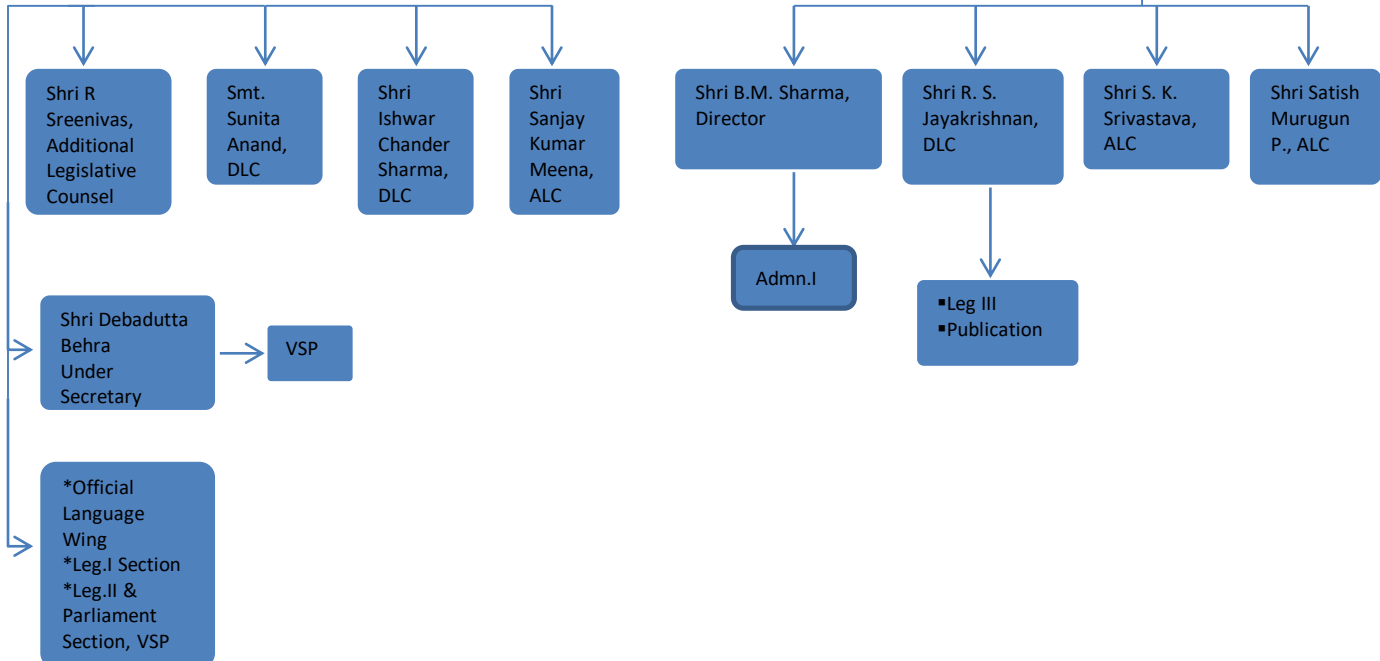 Shri R
Sreenivas,
Additional
Legislative
Counsel
Smt.
Sunita
Anand,
DLC
Shri
Ishwar
Chander
Sharma,
DLC
Shri
Sanjay
Kumar
Meena,
ALC
Shri B.M. Sharma,
Director
Shri R. S.
Jayakrishnan,
DLC
Shri S. K.
Srivastava,
ALC
Shri Satish
Murugun
P., ALC
Admn.I
▪Leg III
▪Publication
Shri Debadutta
Behra
Under
Secretary
VSP
*Official
Language
Wing
*Leg.I Section
*Leg.II &
Parliament
Section, VSP